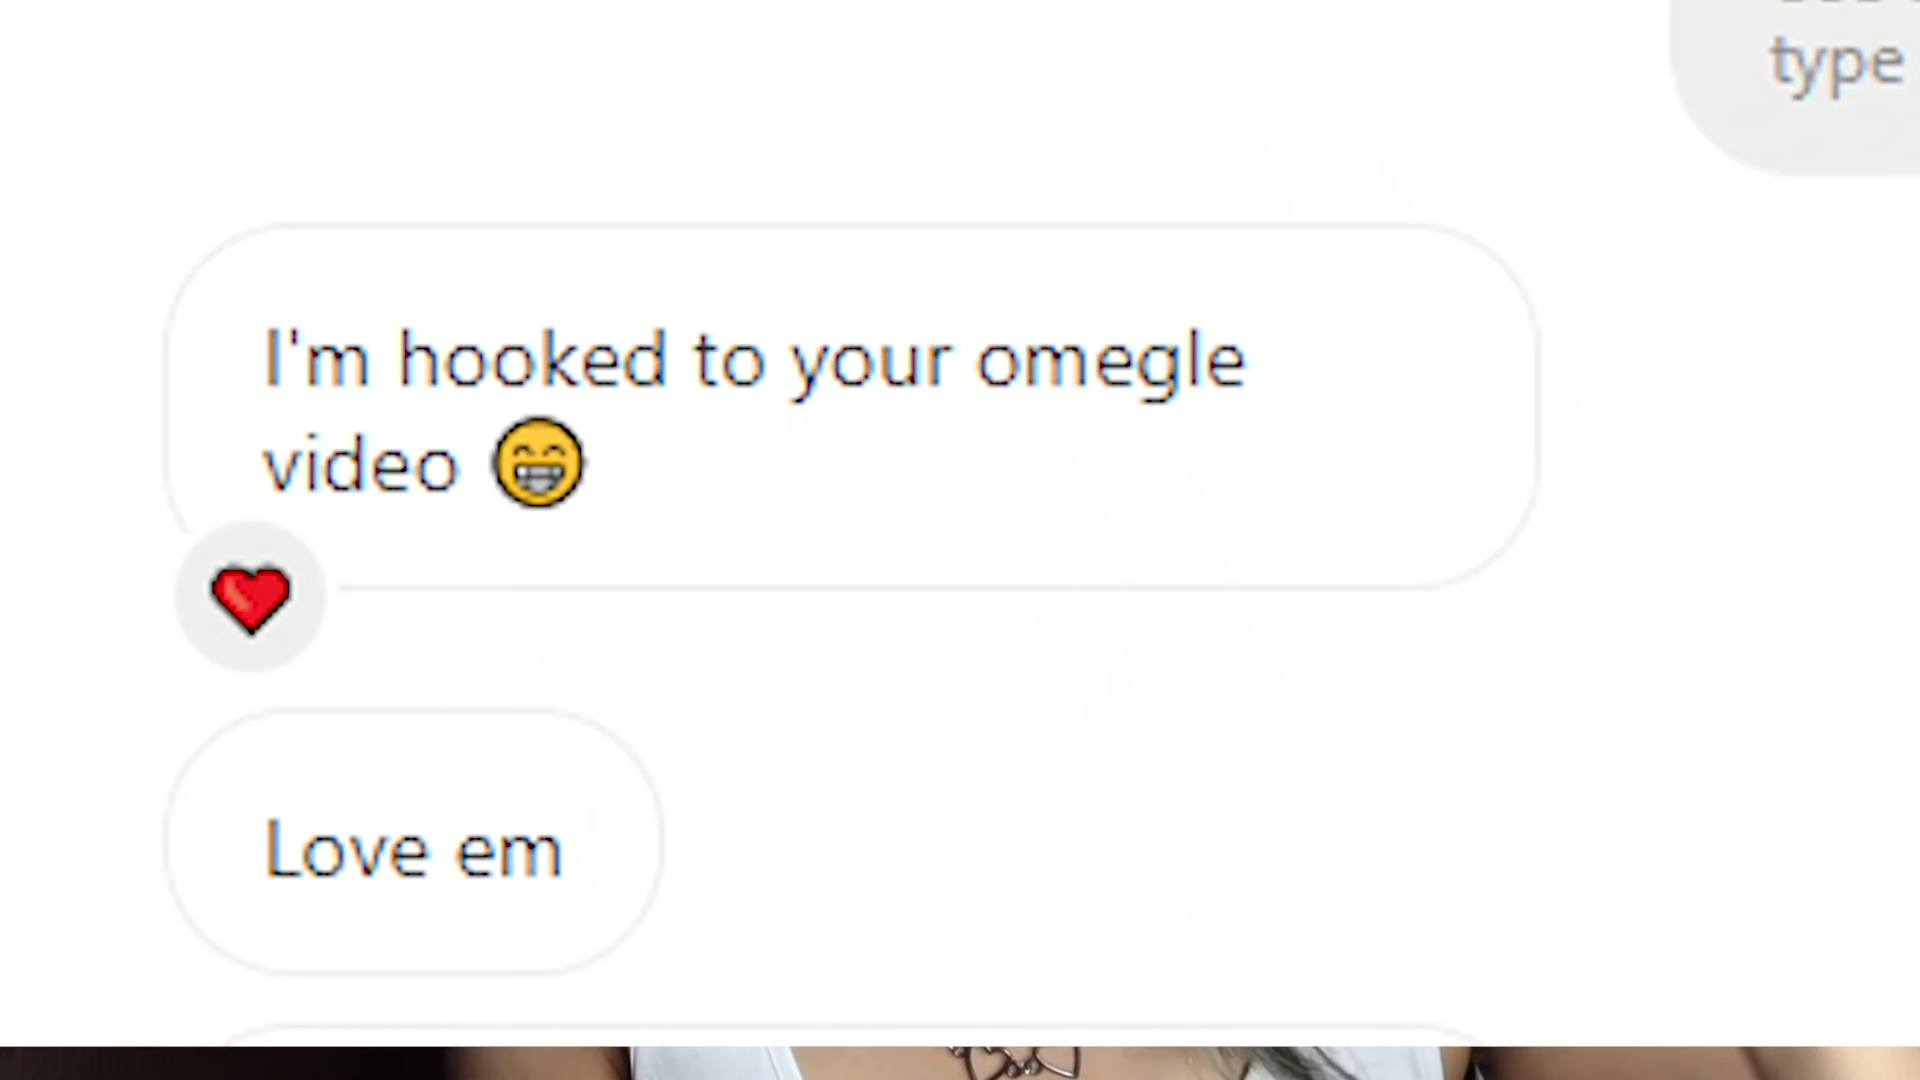 type
I'm hooked to your omegle
video 😁
Love em